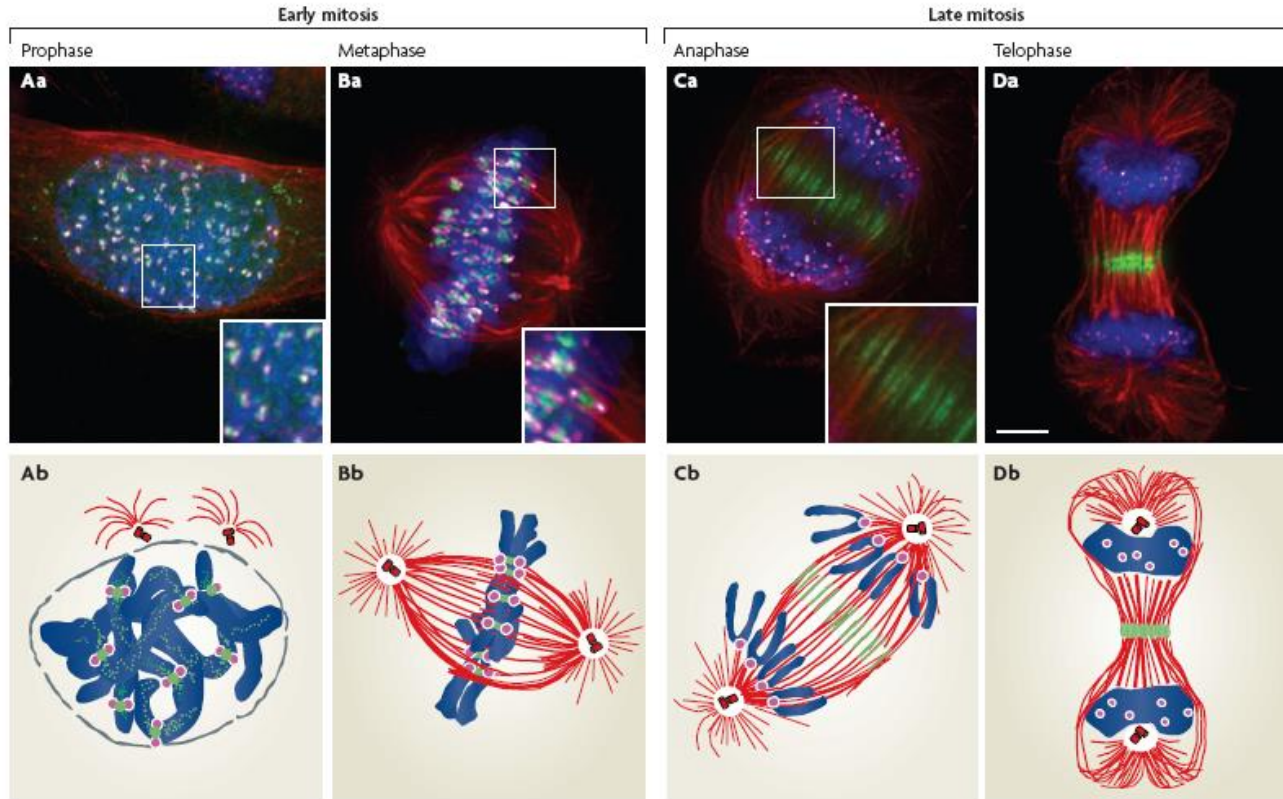 Early mitosis
Late mitosis
Prophase
Metaphase
Anaphase
Telophase
Aa
Ba
Ca
Da
Ab
Bb
Cb
Db